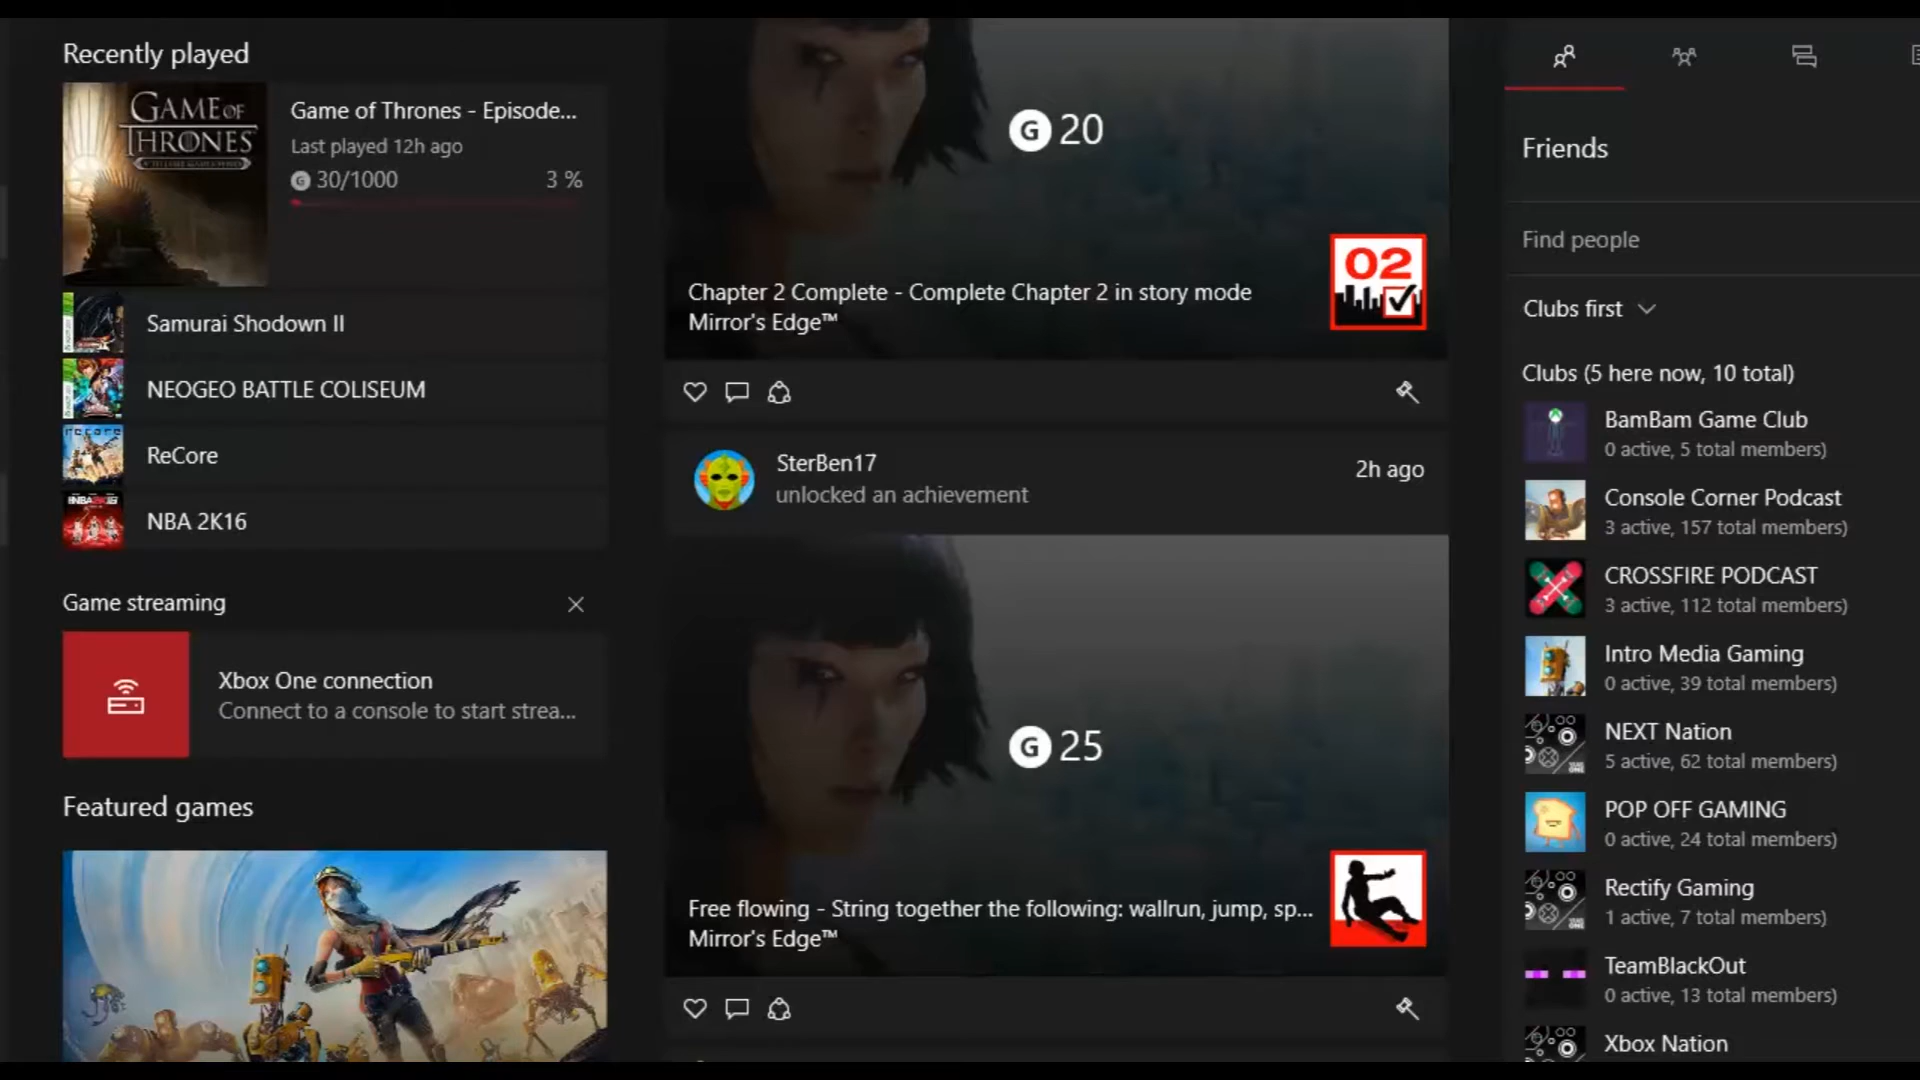 Recently played
GAME OF
THRONES
Game of Thrones - Episode...
Last played 12h ago
G 30/1000
3 %
Samurai Shodown II
NEOGEO BATTLE COLISEUM
RECORE
ReCore
NBA 2K16
Game streaming
Xbox One connection
Connect to a console to start strea...
Featured games
G 20
02
Chapter 2 Complete - Complete Chapter 2 in story mode
Mirror's Edge™
SterBen17
2h ago
unlocked an achievement
G 25
Free flowing - String together the following: wallrun, jump, sp...
Mirror's Edge™
Friends
Find people
Clubs first
Clubs (5 here now, 10 total)
BamBam Game Club
0 active, 5 total members)
Console Corner Podcast
3 active, 157 total members)
CROSSFIRE PODCAST
3 active, 112 total members)
Intro Media Gaming
0 active, 39 total members)
NEXT Nation
5 active, 62 total members)
POP OFF GAMING
0 active, 24 total members)
Rectify Gaming
1 active, 7 total members)
TeamBlackOut
0 active, 13 total members)
Xbox Nation